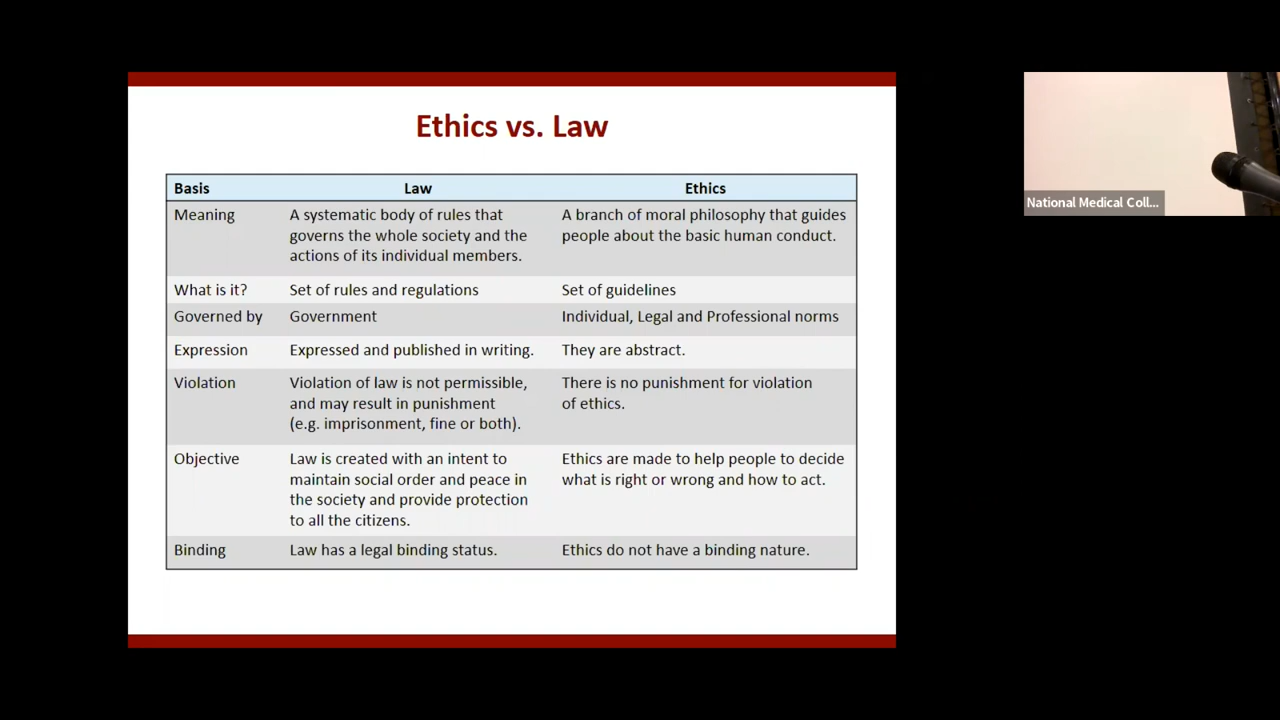 Ethics vs. Law
Basis Law Ethics
Meaning A systematic body of rules that A branch of moral philosophy that guides
governs the whole society and the people about the basic human conduct.
actions of its individual members.
What is it? Set of rules and regulations Set of guidelines
Governed by Government Individual, Legal and Professional norms
Expression Expressed and published in writing. They are abstract.
Violation Violation of law is not permissible, There is no punishment for violation
and may result in punishment of ethics.
(e.g. imprisonment, fine or both).
Objective Law is created with an intent to Ethics are made to help people to decide
maintain social order and peace in what is right or wrong and how to act.
the society and provide protection
to all the citizens.
Binding Law has a legal binding status. Ethics do not have a binding nature.
National Medical Coll...